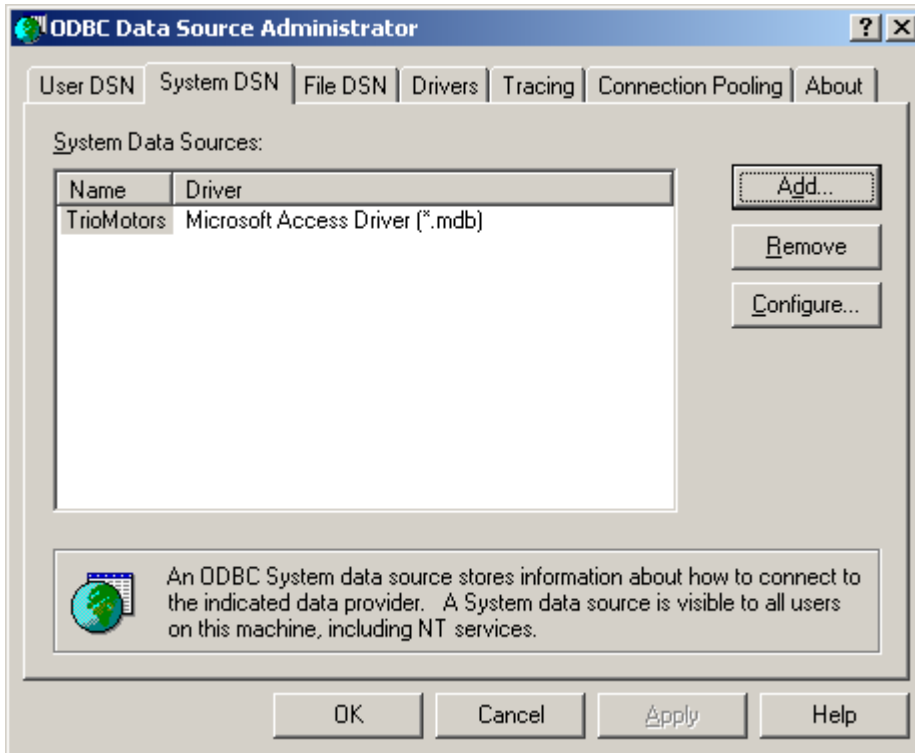 ODBC Data Source Administrator
User DSN System DSN File DSN Drivers Tracing Connection Pooling About
System Data Sources:
Name Driver
TrioMotors Microsoft Access Driver (*.mdb)
Add...
Remove
Configure...
An ODBC System data source stores information about how to connect to
the indicated data provider. A System data source is visible to all users
on this machine, including NT services.
OK Cancel Apply Help